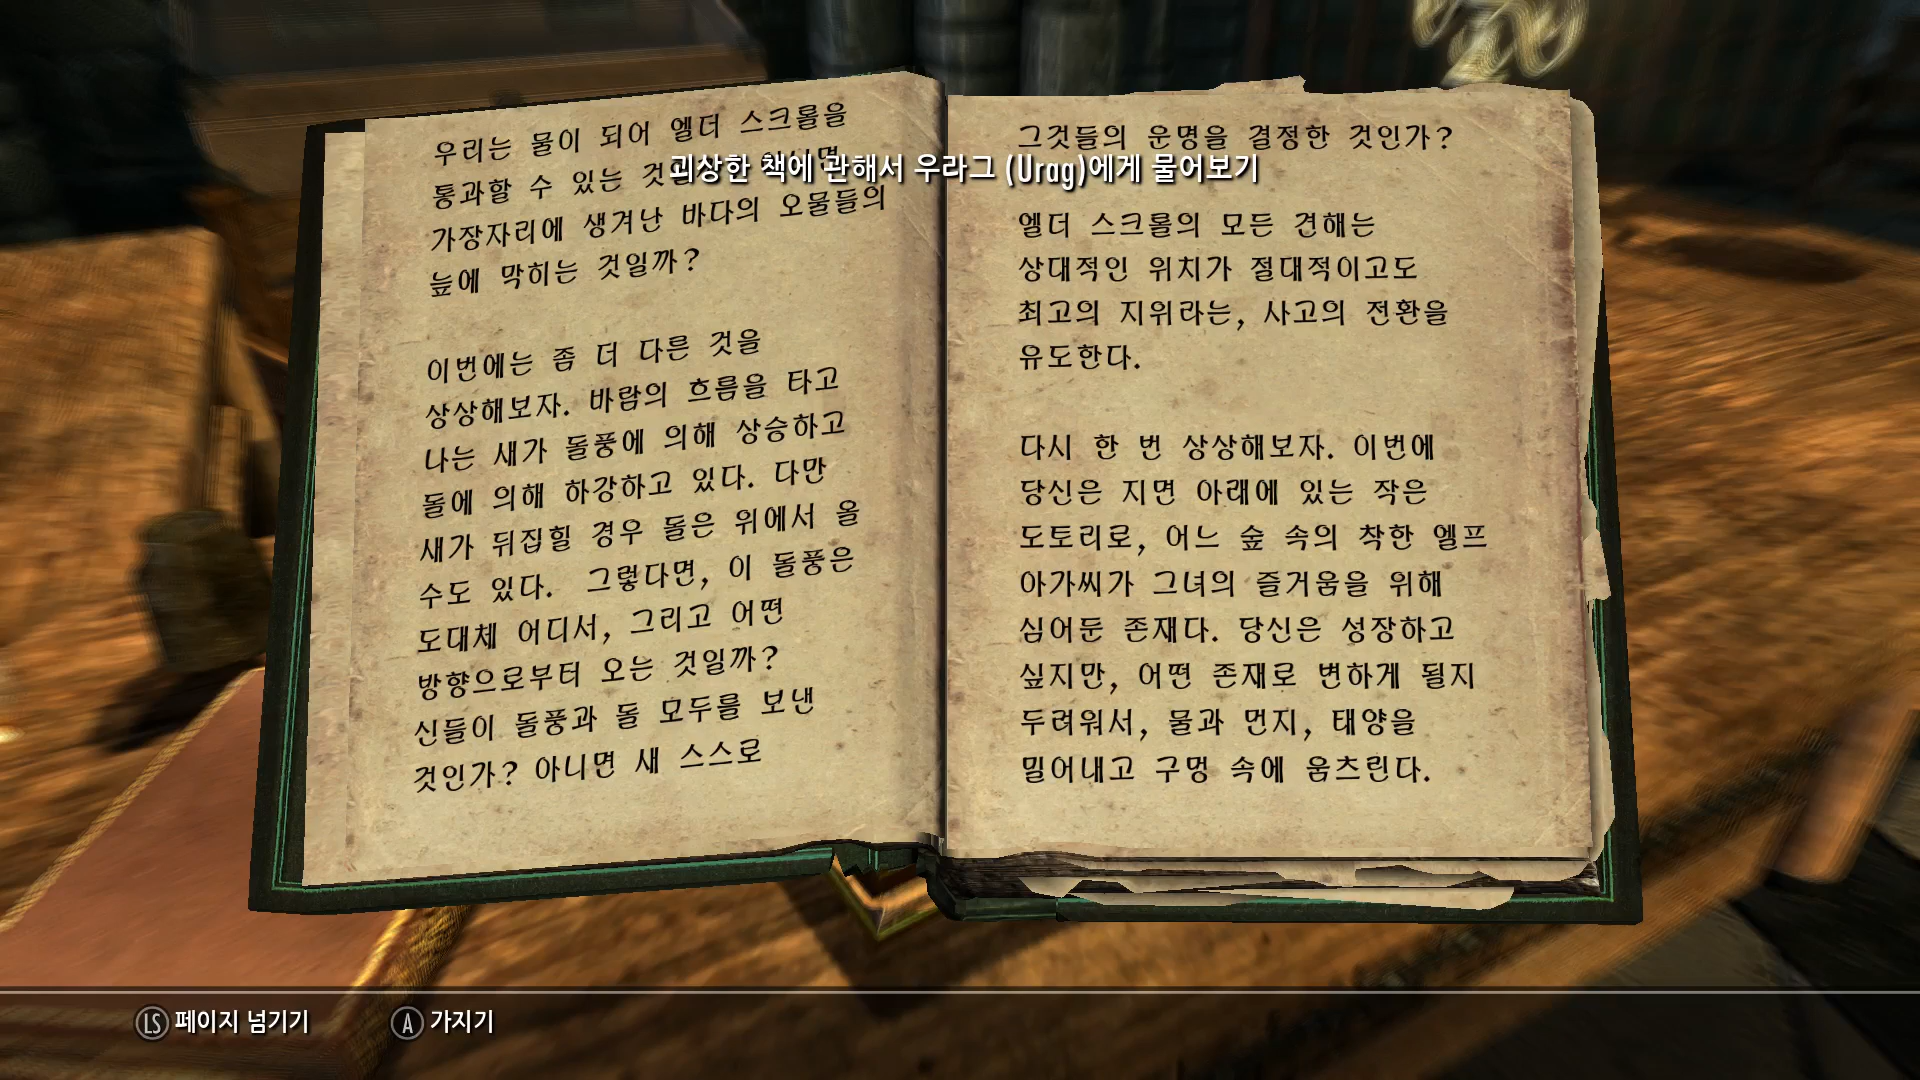 우리는 물이 되어 엘더 스크롤을
통과할 수 있는
가장자리에 생겨난 바다의 오물들의
늪에 막히는 것일까?
이번에는 좀 더 다른 것을
상상해보자. 바람의 흐름을 타고
나는 새가 돌풍에 의해 상승하고
돌에 의해 하강하고 있다. 다만
새가 뒤집힐 경우 돌은 위에서 올
수도 있다. 그렇다면, 이 돌풍은
도대체 어디서, 그리고 어떤
방향으로부터 오는 것일까?
신들이 돌풍과 돌 모두를 보낸
것인가? 아니면 새 스스로
그것들의 운명을 결정한 것인가?
괴상한 책에 관해서 우라그 (Urag)에게 물어보기
엘더 스크롤의 모든 견해는
상대적인 위치가 절대적이고도
최고의 지위라는, 사고의 전환을
유도한다.
다시 한 번 상상해보자. 이번에
당신은 지면 아래에 있는 작은
도토리로, 어느 숲 속의 착한 엘프
아가씨가 그녀의 즐거움을 위해
심어둔 존재다. 당신은 성장하고
싶지만, 어떤 존재로 변하게 될지
두려워서, 물과 먼지, 태양을
밀어내고 구멍 속에 움츠린다.
LS 페이지 넘기기
A 가지기